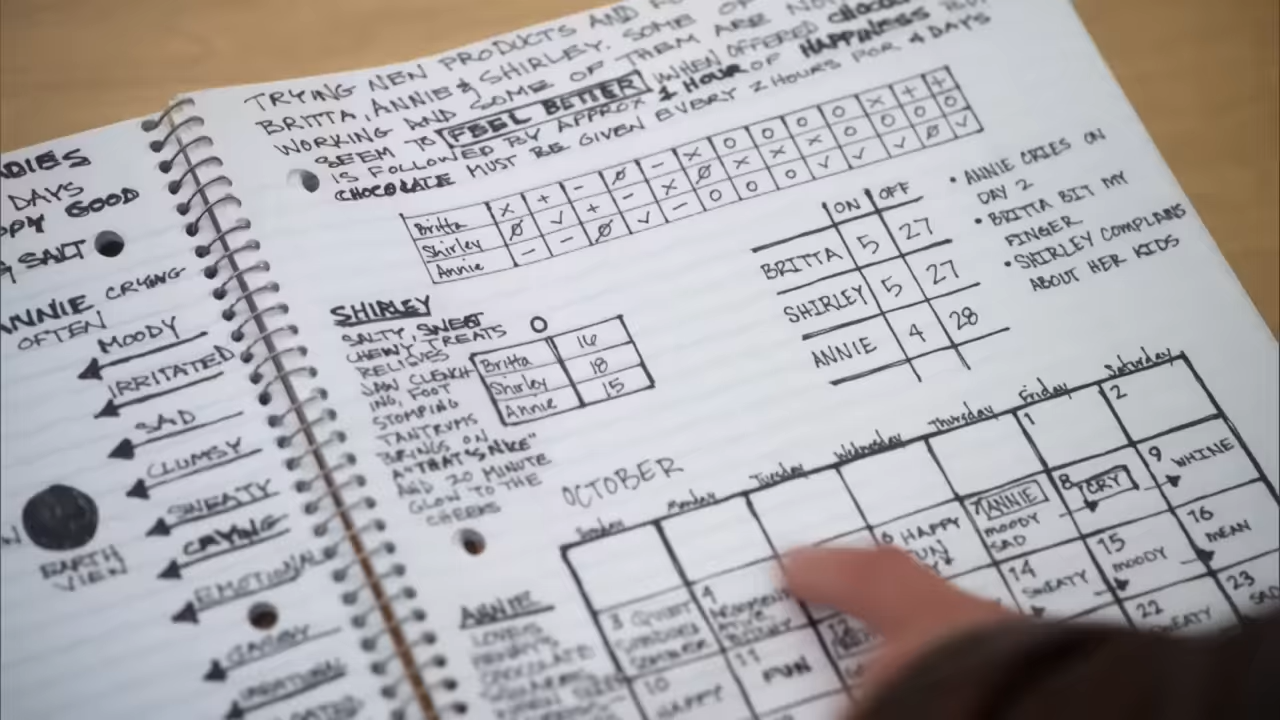 DIES
DAYS
GOOD
SALT
ANNIE CRYING
OFTEN
MOODY
IRRITATED
SAD
CLUMSY
SWEATY
CRYING
EARTH
VIEW
EMOTIONAL
TRYING NEW PRODUCTS AND
BRITTA, ANNIE & SHIRLEY. SOME OF
WORKING AND SOME OF THEM ARE
SEEM TO FEEL BETTER WHEN OFFERED
IS FOLLOWED BY APPROX 1 HOUR OF HAPPINESS
CHOCOLATE MUST BE GIVEN EVERY 2 HOURS FOR 4 DAYS
Britta X + - Ø - X O O O O X + +
Shirley Ø ✓ + - X Ø X X X O O O O
Annie - - Ø ✓ - O O O ✓ ✓ ✓ Ø ✓
ON OFF
BRITTA 5 27
SHIRLEY 5 27
ANNIE 4 28
• ANNIE CRIES ON
DAY 2
• BRITTA BIT MY
FINGER
• SHIRLEY COMPLAINS
ABOUT HER KIDS
SHIRLEY
SALTY, SWEET
CHEWY, TREATS
RELIEVES
JAW CLENCH
ING, FOOT
STOMPING
TANTRUMS
BRINGS ON
A "THAT'S NICE"
AND 20 MINUTE
GLOW TO THE
CHEEKS
O
Britta 16
Shirley 18
Annie 15
ANNIE
LOVES
CHOCOLATE
OCTOBER
Sunday Monday Tuesday Wednesday Thursday Friday Saturday
1 2
3 4 6 HAPPY FUN 7 ANNIE MOODY SAD 8 CRY 9 WHINE
10 HAPPY 11 FUN 14 SWEATY 15 MOODY 16 MEAN
22 SWEATY 23